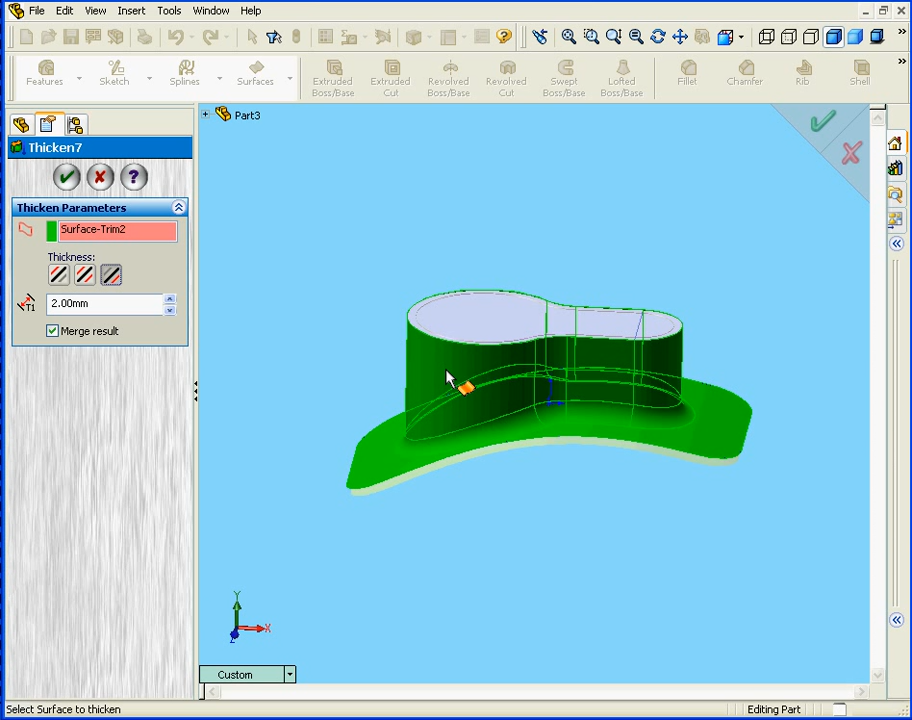 File Edit View Insert Tools Window Help
Features Sketch Splines Surfaces Extruded Boss/Base Extruded Cut Revolved Boss/Base Revolved Cut Swept Boss/Base Lofted Boss/Base Fillet Chamfer Rib Shell
Part3
Thicken7
?
Thicken Parameters
Surface-Trim2
Thickness:
T1 2.00mm
Merge result
Y
X
Z
Custom
Select Surface to thicken Editing Part